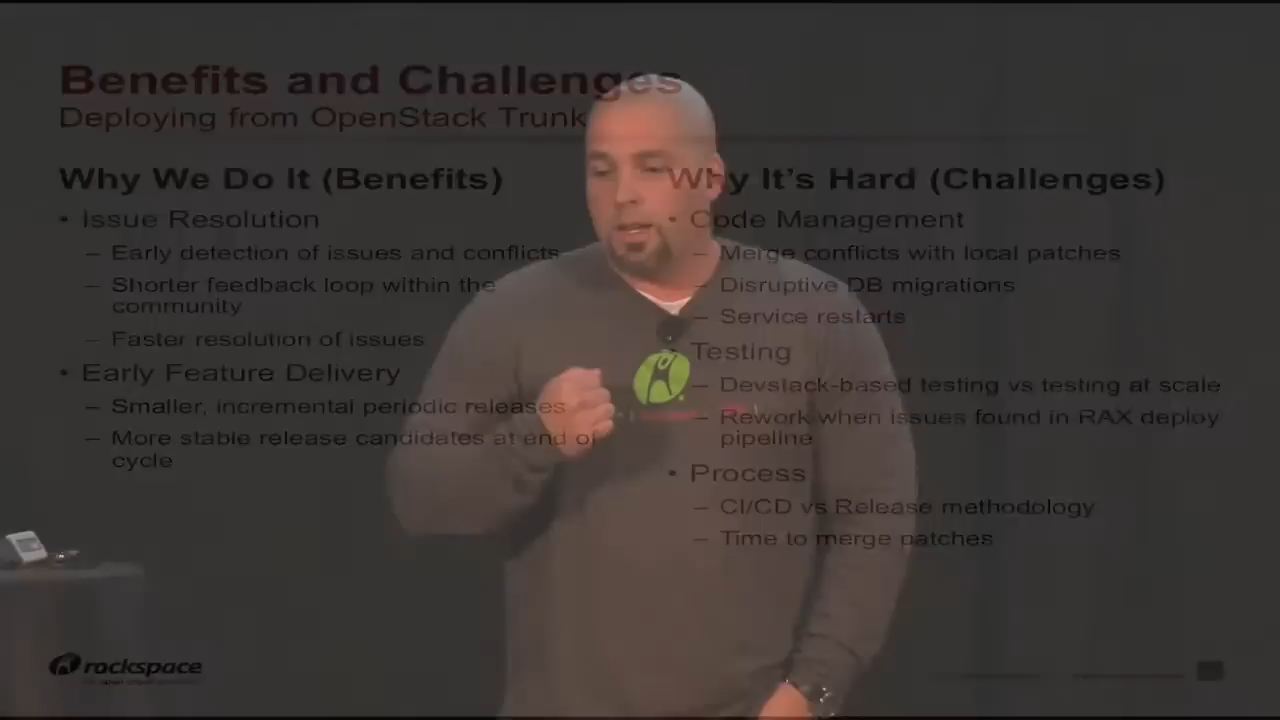 Benefits and Challenges
Deploying from OpenStack Trunk
Why We Do It (Benefits)
• Issue Resolution
– Early detection of issues and conflicts
– Shorter feedback loop within the
community
– Faster resolution of issues
• Early Feature Delivery
– Smaller, incremental periodic releases
– More stable release candidates at end of
cycle
Why It's Hard (Challenges)
• Code Management
– Merge conflicts with local patches
– Disruptive DB migrations
– Service restarts
Testing
– Devstack-based testing vs testing at scale
– Rework when issues found in RAX deploy
pipeline
• Process
– CI/CD vs Release methodology
– Time to merge patches
rackspace